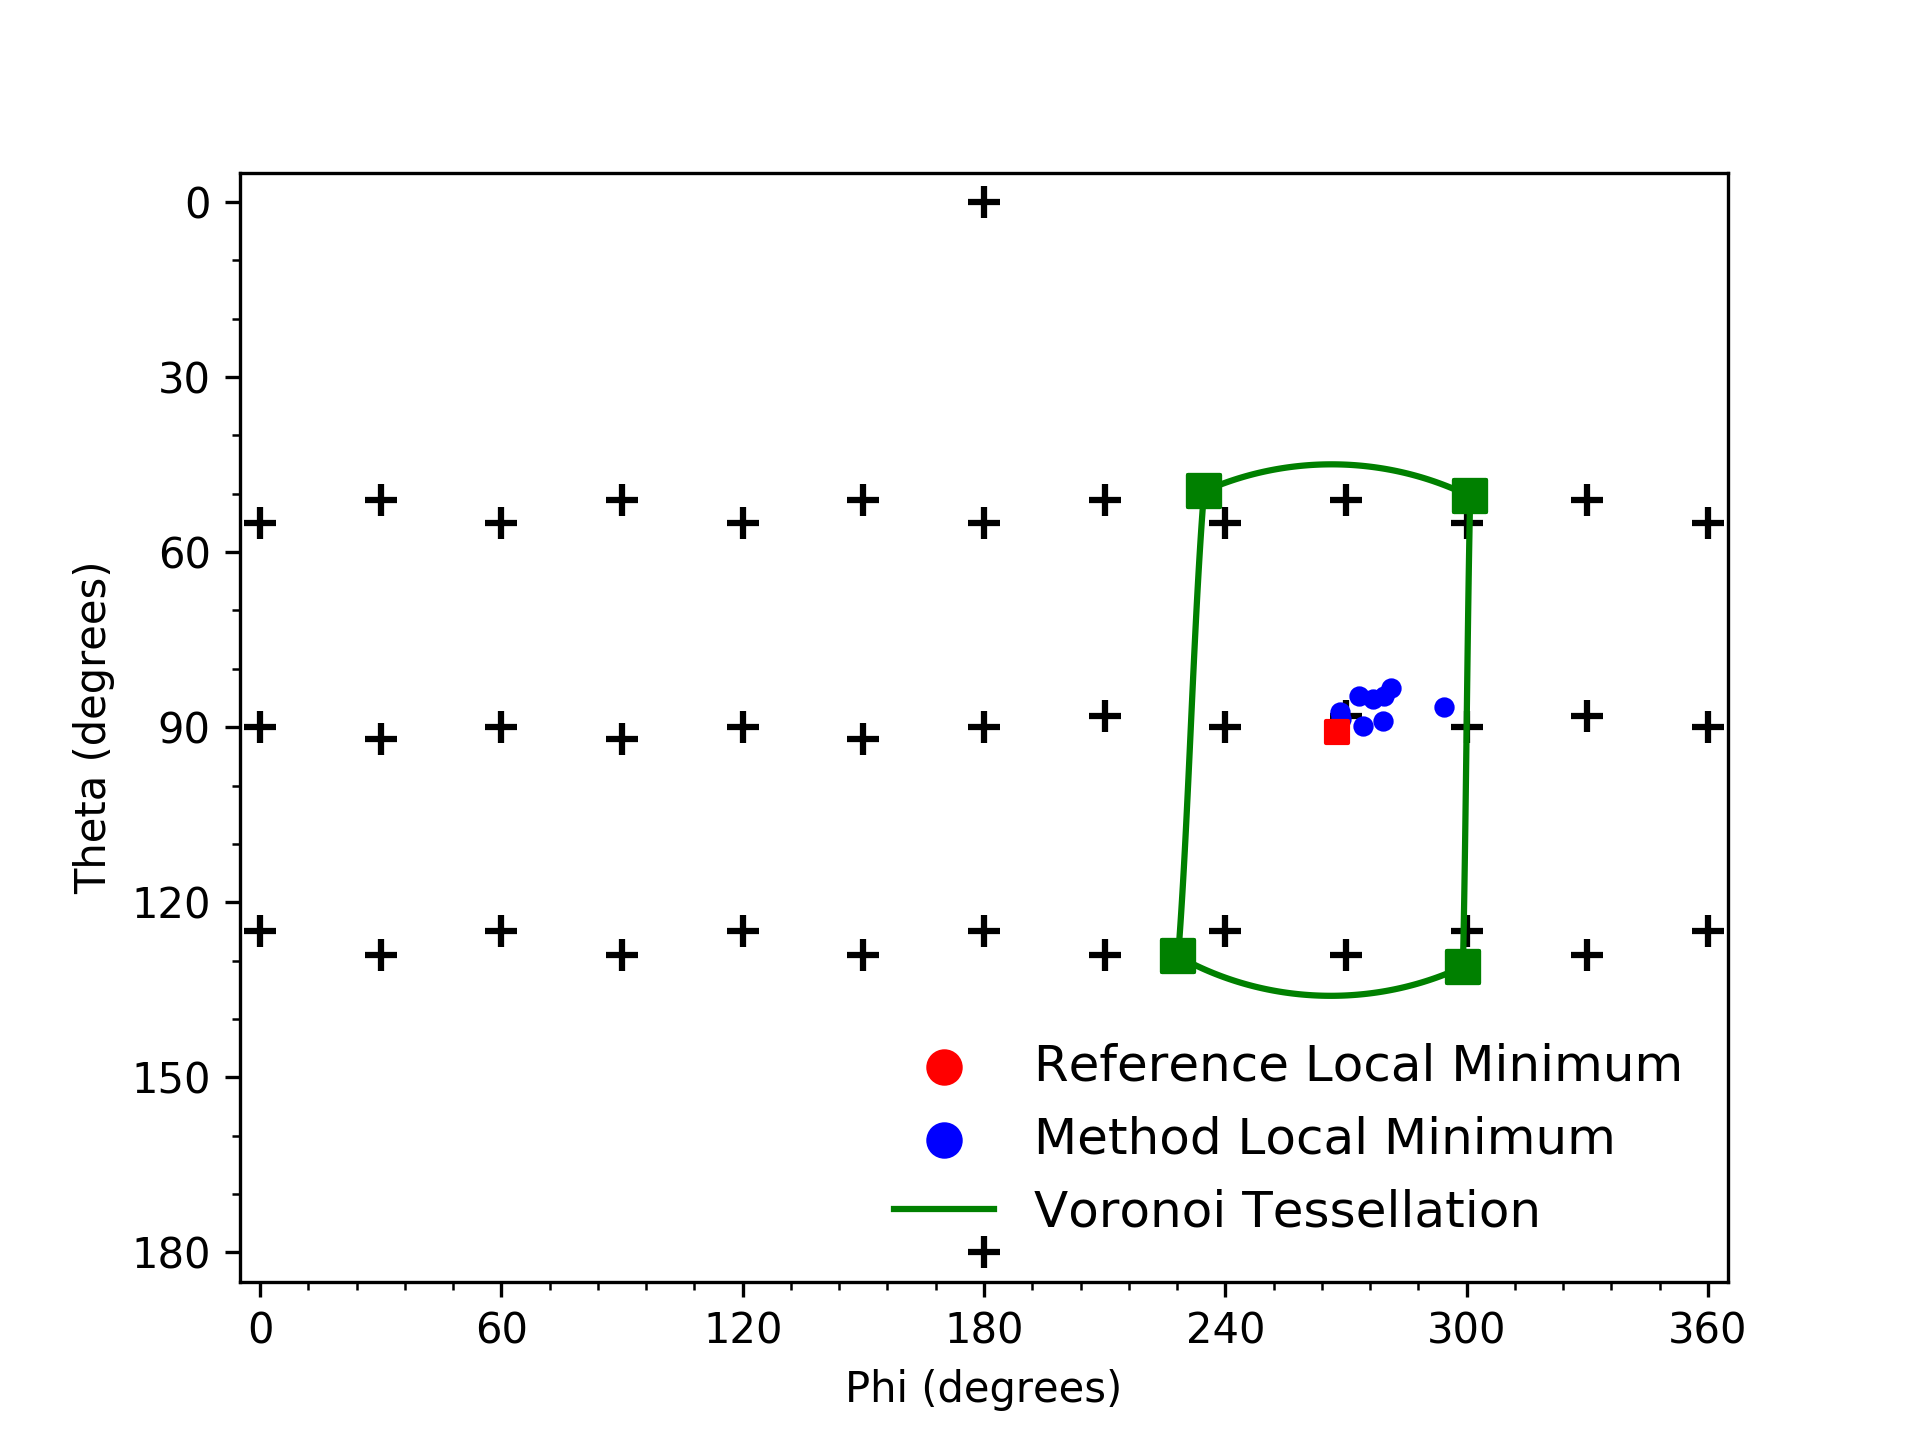 0
30
60
90
120
150
180
Theta (degrees)
Reference Local Minimum
Method Local Minimum
Voronoi Tessellation
0 60 120 180 240 300 360
Phi (degrees)